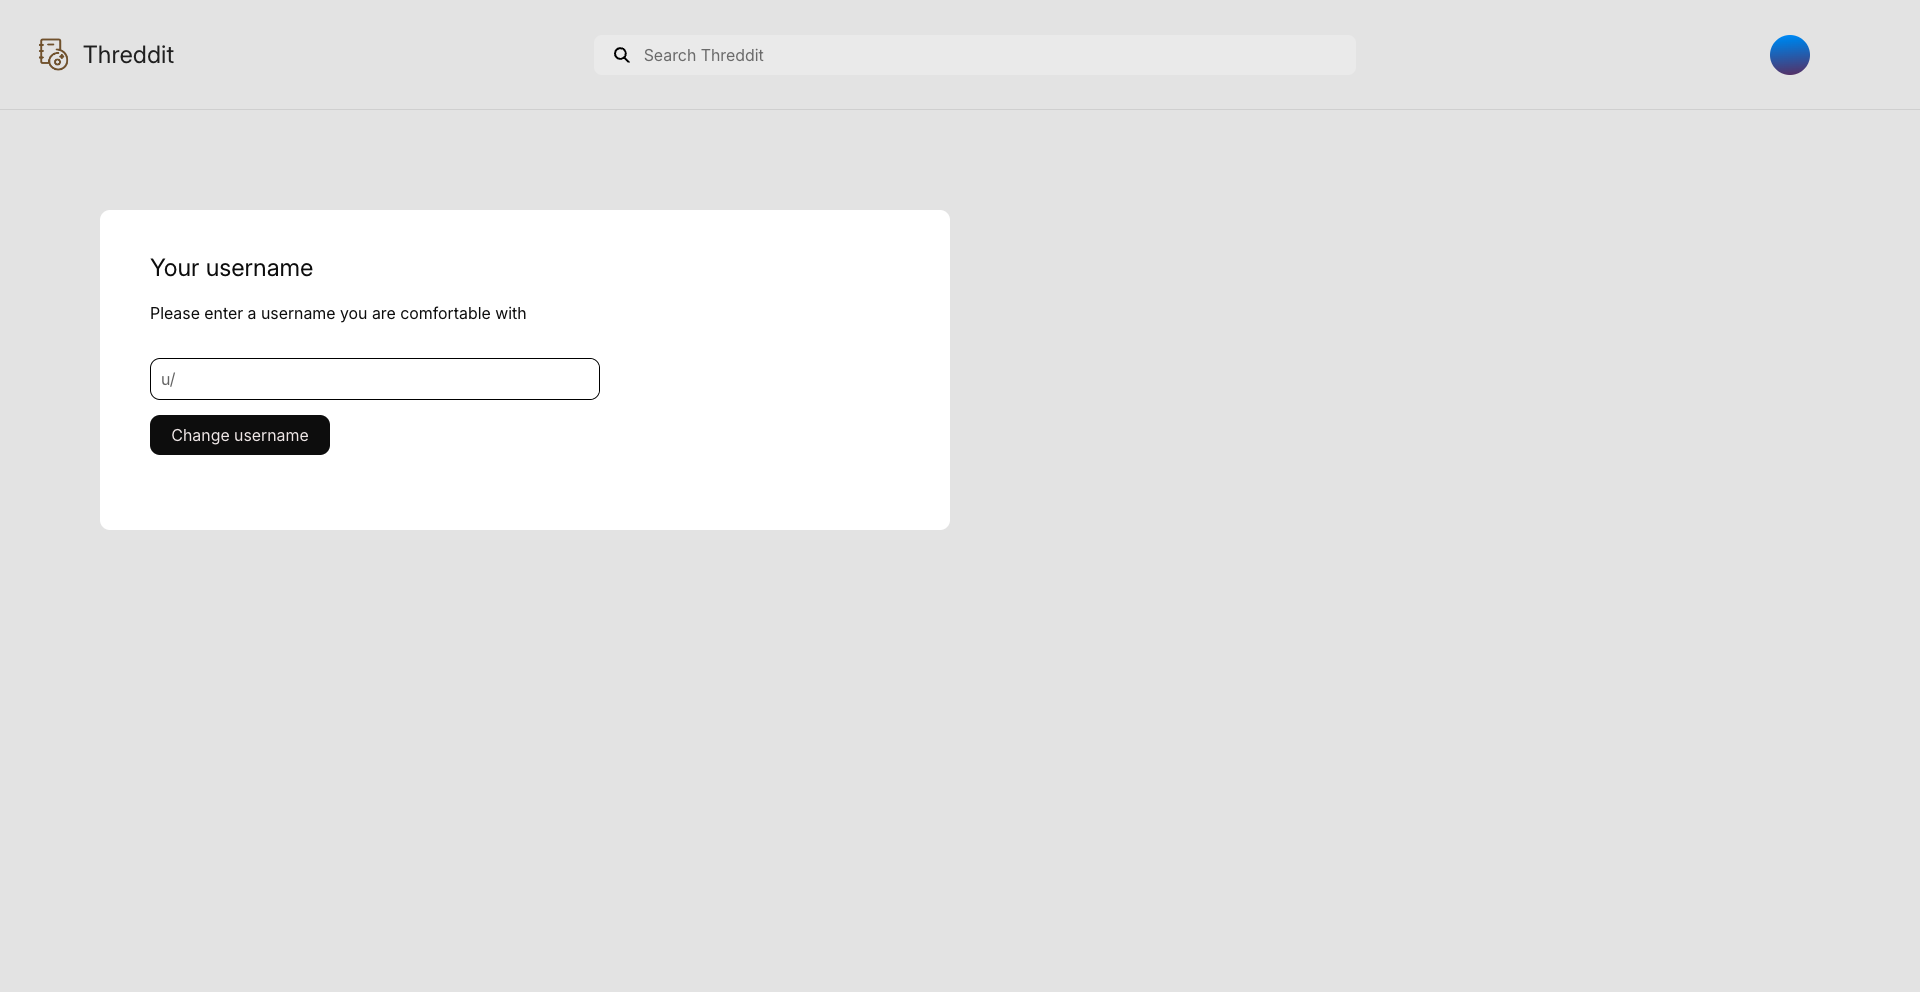 Threddit
Search Threddit
Your username
Please enter a username you are comfortable with
u/
Change username